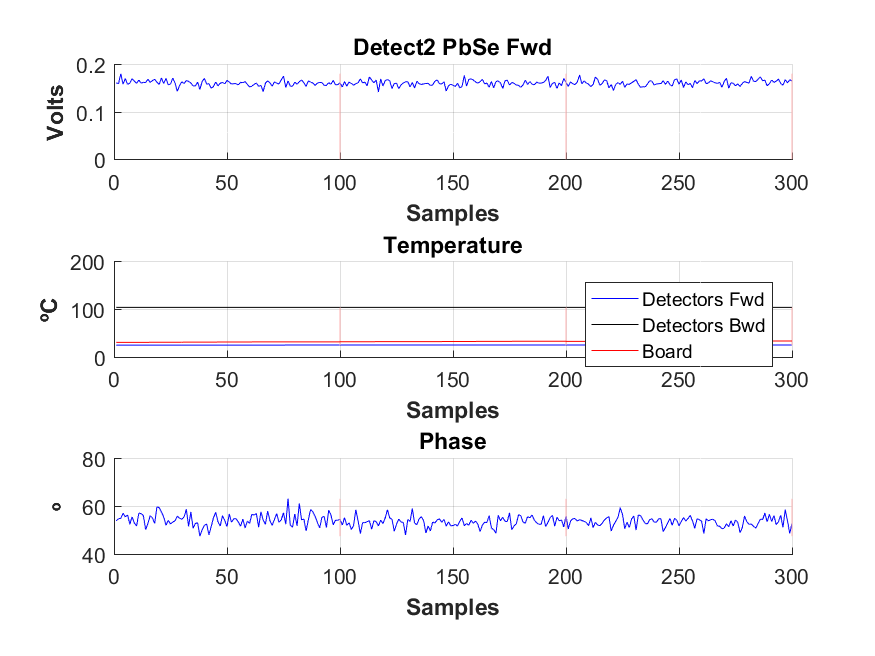 Detect2 PbSe Fwd
0.2
0.1
0
Volts
0 50 100 150 200 250 300
Samples
Temperature
200
100
0
ºC
Detectors Fwd
Detectors Bwd
Board
0 50 100 150 200 250 300
Samples
Phase
80
60
40
º
0 50 100 150 200 250 300
Samples